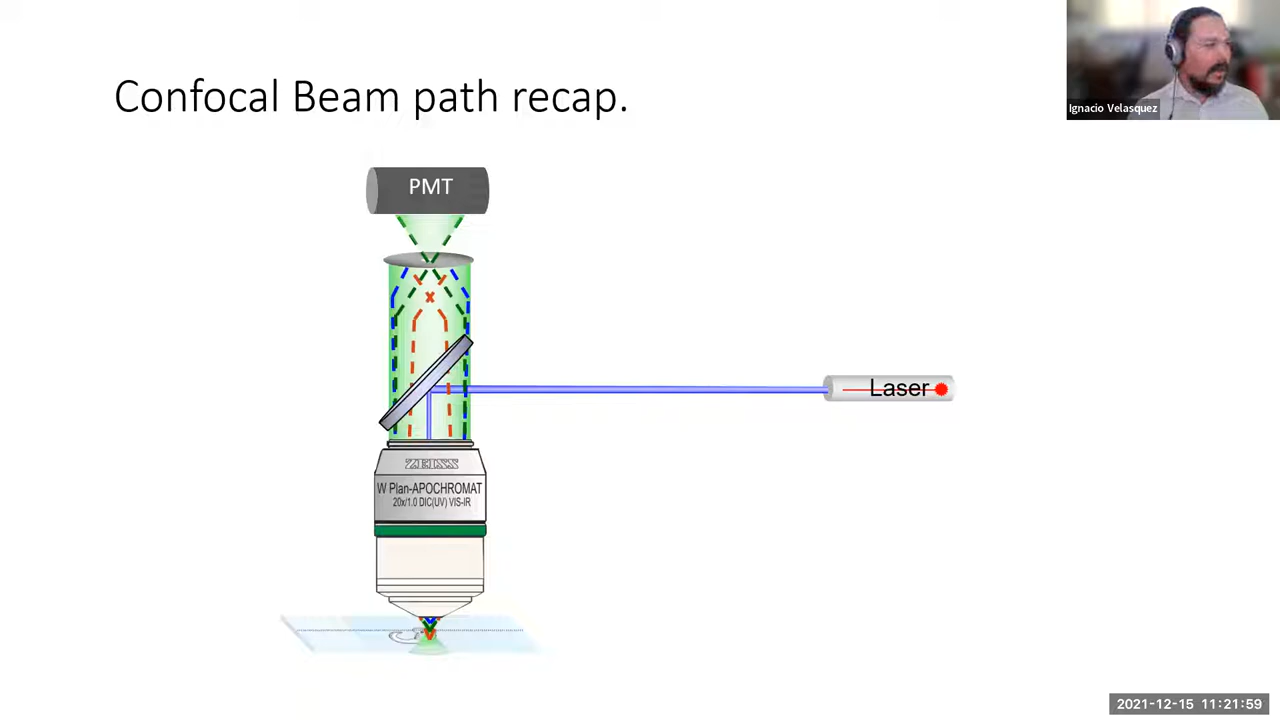 Confocal Beam path recap.
Ignacio Velasquez
PMT
Laser
ZEISS
W Plan-APOCHROMAT
20x/1.0 DIC(UV) VIS-IR
2021-12-15 11:21:59